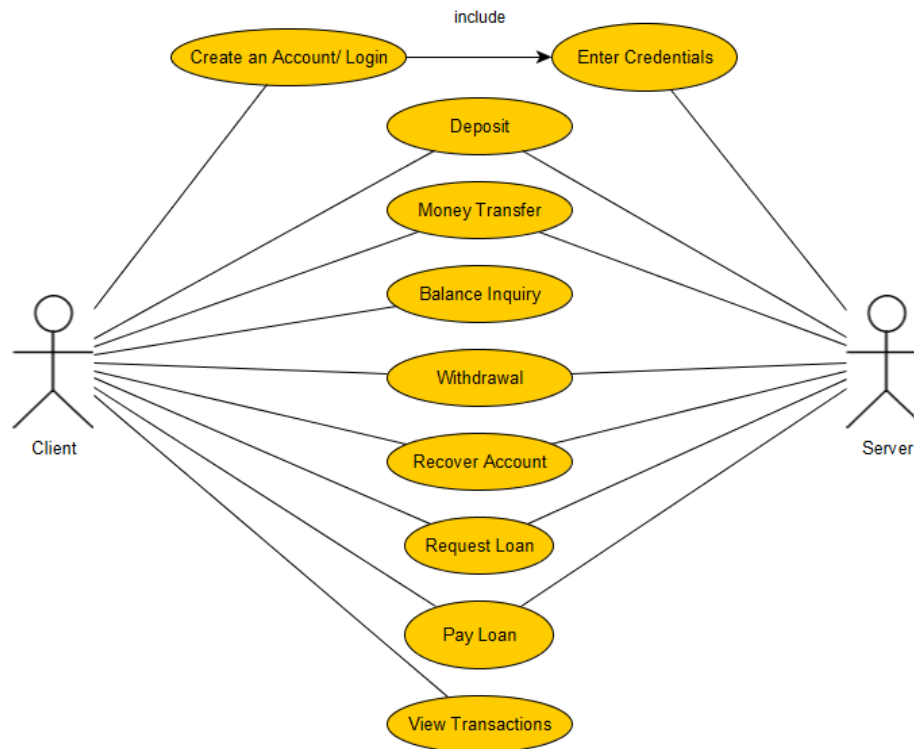 include
Create an Account/ Login
Enter Credentials
Deposit
Money Transfer
Balance Inquiry
Withdrawal
Client
Server
Recover Account
Request Loan
Pay Loan
View Transactions